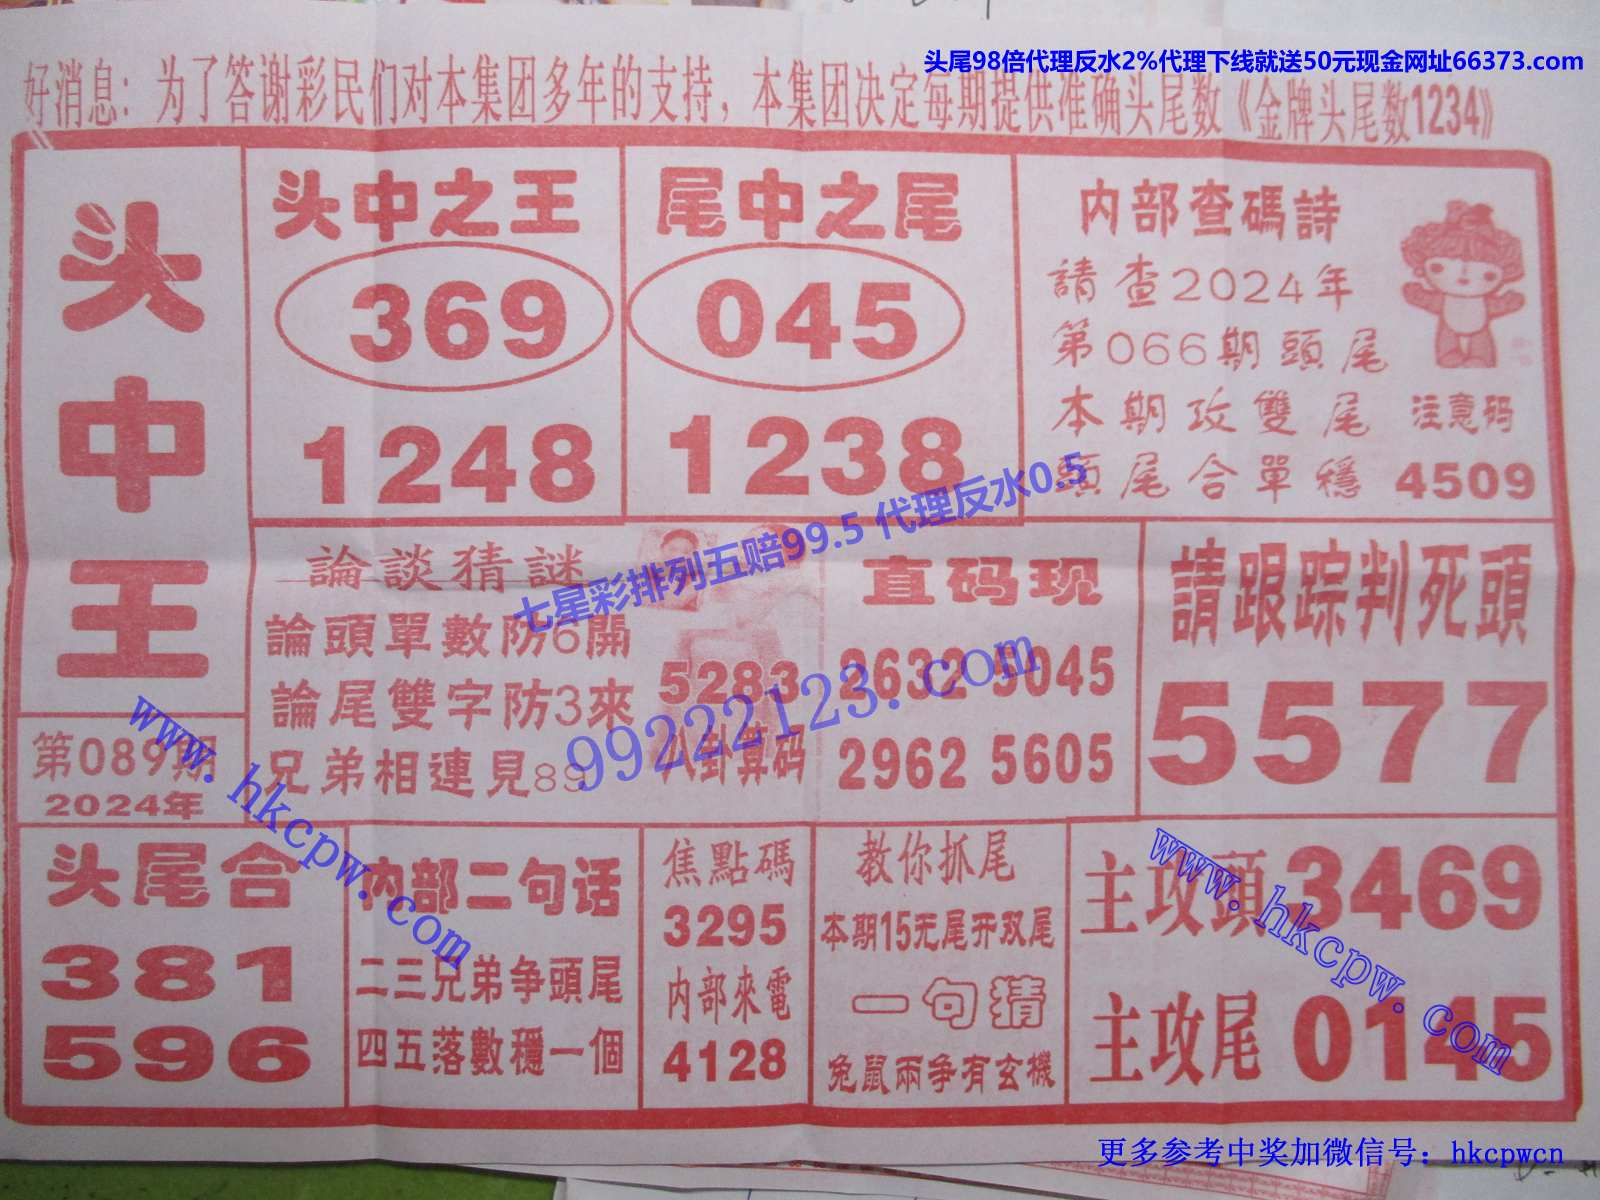 头尾98倍代理反水2%代理下线就送50元现金网址66373.com
好消息：为了答谢彩民们对本集团多年的支持，本集团决定每期提供准确头尾数《金牌头尾数1234》
头中王
第089期
2024年
头中之王
369
1248
尾中之尾
045
1238
内部查碼詩
請查2024年
第066期頭尾
本期攻雙尾
頭尾合單穩
注意码
4509
論談猜謎
論頭單數防6開
論尾雙字防3來
兄弟相連見89
5283
八卦算码
直码现
2632 5045
2962 5605
請跟踪判死頭
5577
头尾合
381
596
内部二句话
二三兄弟争頭尾
四五落數穩一個
焦點碼
3295
内部來電
4128
教你抓尾
本期15无尾开双尾
一句猜
兔鼠兩争有玄機
主攻頭3469
主攻尾0145
七星彩排列五赔99.5 代理反水0.5
99222123.com
www.hkcpw.com
www.hkcpw.com
更多参考中奖加微信号：hkcpwcn